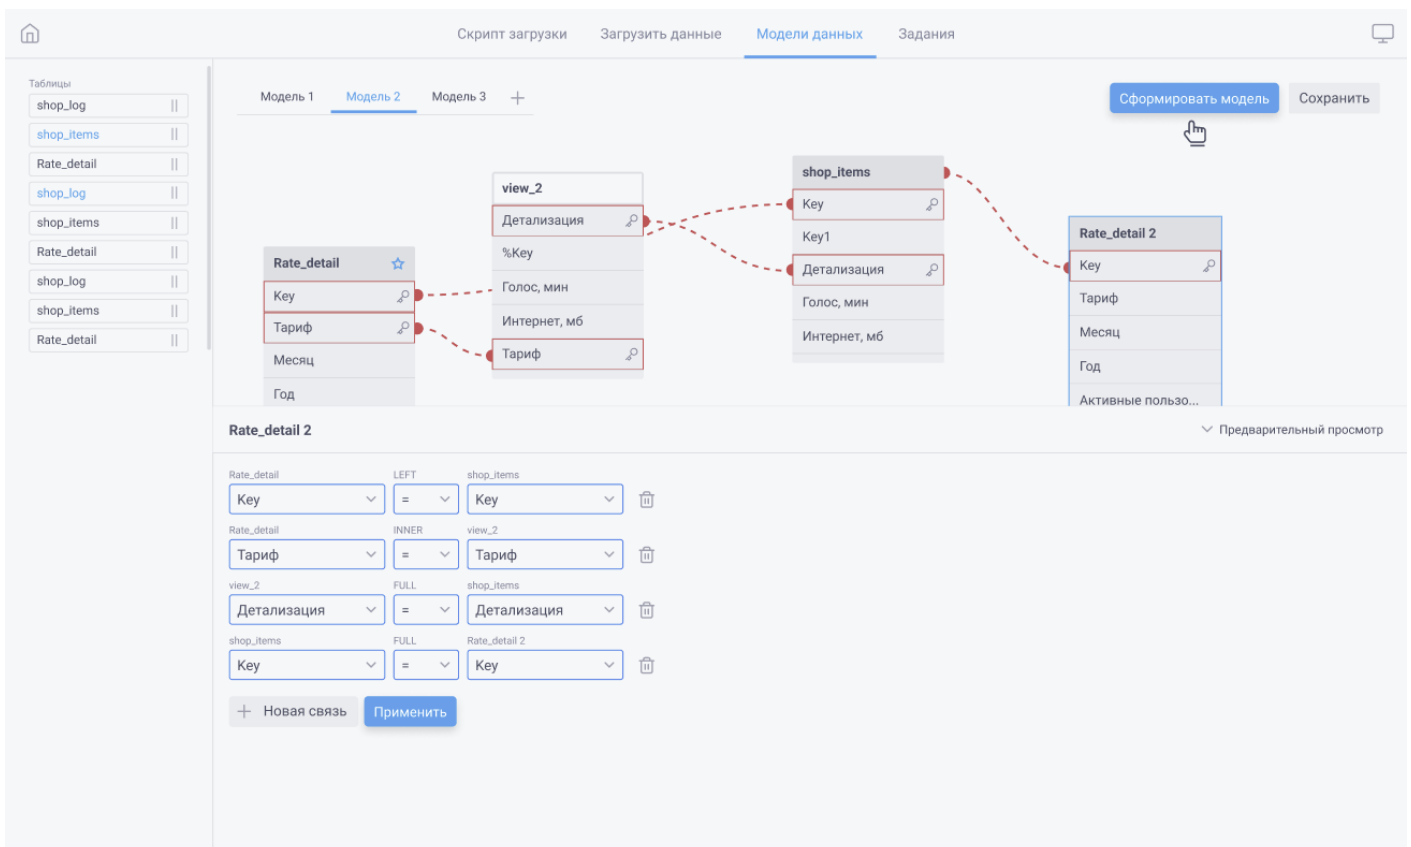 Скрипт загрузки
Загрузить данные
Модели данных
Задания
Таблицы
shop_log
shop_items
Rate_detail
shop_log
shop_items
Rate_detail
shop_log
shop_items
Rate_detail
Модель 1
Модель 2
Модель 3
Сформировать модель
Сохранить
Rate_detail
Key
Тариф
Месяц
Год
view_2
Детализация
%Key
Голос, мин
Интернет, мб
Тариф
shop_items
Key
Key1
Детализация
Голос, мин
Интернет, мб
Rate_detail 2
Key
Тариф
Месяц
Год
Активные пользо...
Rate_detail 2
Предварительный просмотр
Rate_detail LEFT shop_items
Key = Key
Rate_detail INNER view_2
Тариф = Тариф
view_2 FULL shop_items
Детализация = Детализация
shop_items FULL Rate_detail 2
Key = Key
+ Новая связь
Применить